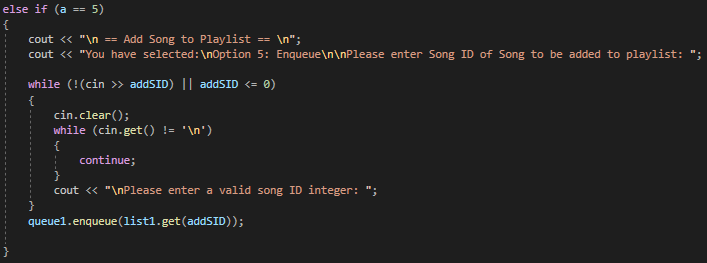 else if (a == 5)
{
cout << "\n == Add Song to Playlist == \n";
cout << "You have selected:\nOption 5: Enqueue\n\nPlease enter Song ID of Song to be added to playlist: ";
while (!(cin >> addSID) || addSID <= 0)
{
cin.clear();
while (cin.get() != '\n')
{
continue;
}
cout << "\nPlease enter a valid song ID integer: ";
}
queue1.enqueue(list1.get(addSID));
}